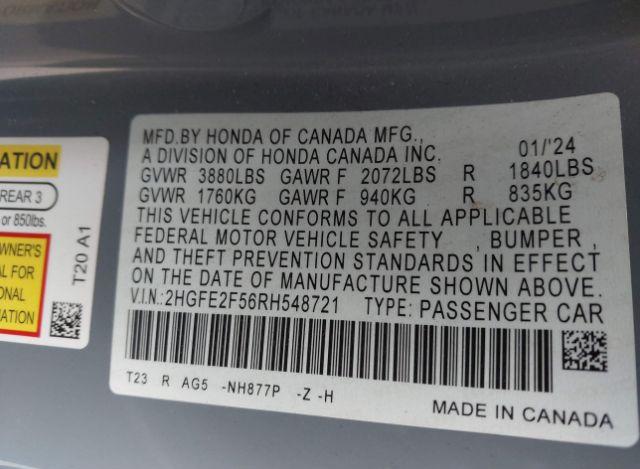 MFD.BY HONDA OF CANADA MFG.,
A DIVISION OF HONDA CANADA INC. 01/'24
GVWR 3880LBS GAWR F 2072LBS R 1840LBS
GVWR 1760KG GAWR F 940KG R 835KG
THIS VEHICLE CONFORMS TO ALL APPLICABLE
FEDERAL MOTOR VEHICLE SAFETY , BUMPER ,
AND THEFT PREVENTION STANDARDS IN EFFECT
ON THE DATE OF MANUFACTURE SHOWN ABOVE.
V.I.N.:2HGFE2F56RH548721 TYPE: PASSENGER CAR
T23 R AG5 -NH877P -Z -H
MADE IN CANADA
ATION
REAR 3
or 850lbs.
WNER'S
AL FOR
ONAL
MATION
T20 A1